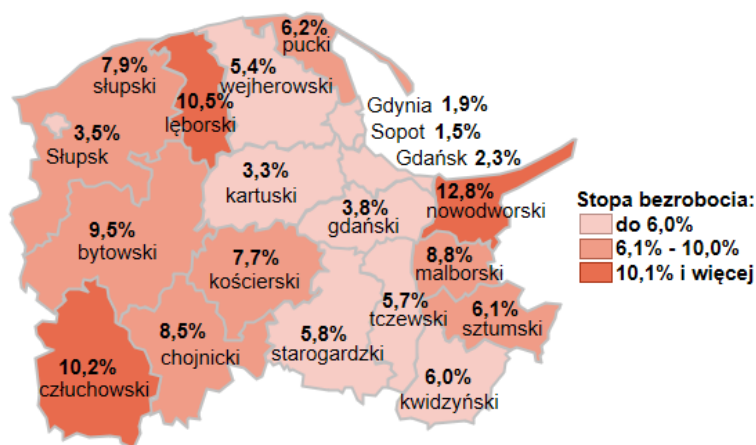 6,2%
pucki
7,9%
słupski
5,4%
wejherowski
10,5%
lęborski
Gdynia 1,9%
Sopot 1,5%
Gdańsk 2,3%
3,5%
Słupsk
3,3%
kartuski
12,8%
nowodworski
3,8%
gdański
Stopa bezrobocia:
do 6,0%
6,1% - 10,0%
10,1% i więcej
9,5%
bytowski
7,7%
kościerski
8,8%
malborski
5,7%
tczewski
6,1%
sztumski
8,5%
chojnicki
5,8%
starogardzki
10,2%
człuchowski
6,0%
kwidzyński